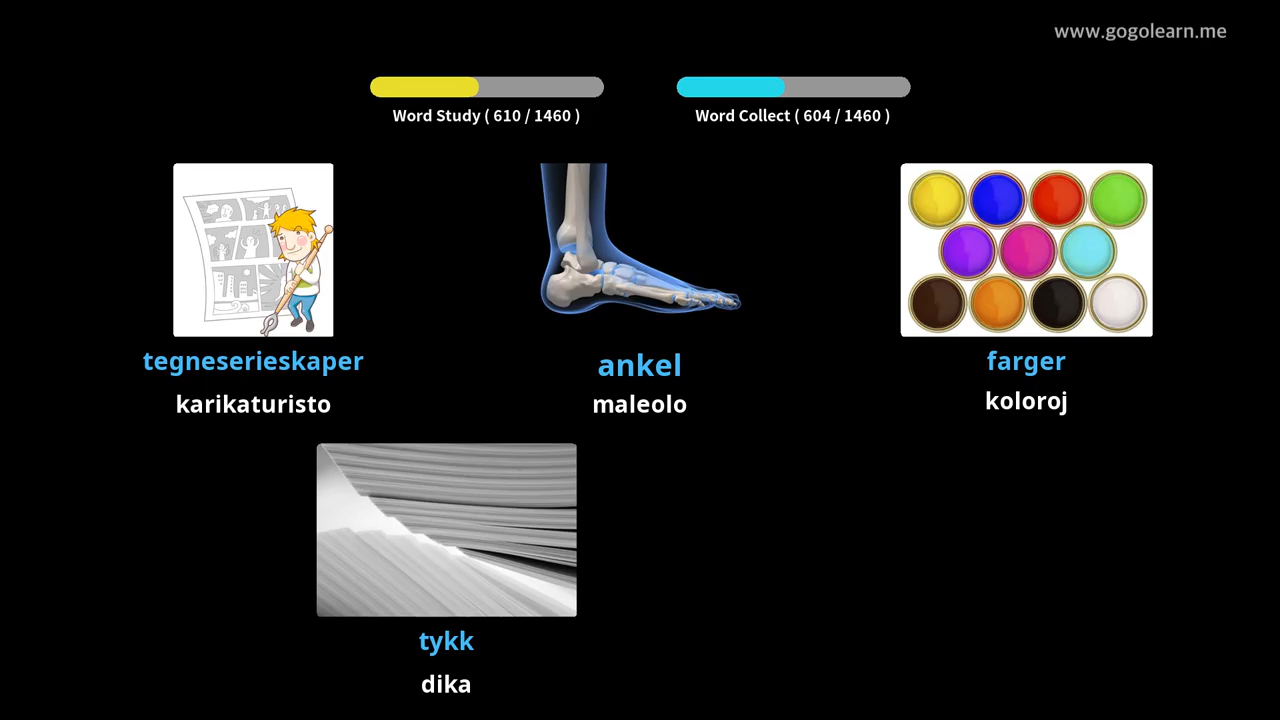 www.gogolearn.me
Word Study ( 610 / 1460 )
Word Collect ( 604 / 1460 )
tegneserieskaper
karikaturisto
ankel
maleolo
farger
koloroj
tykk
dika